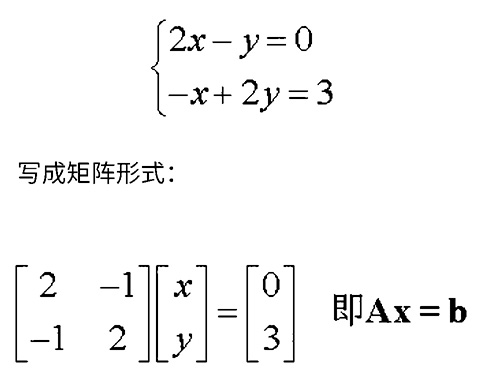 2x − y = 0
−x + 2y = 3
写成矩阵形式：
[2 −1; −1 2][x; y] = [0; 3] 即Ax = b